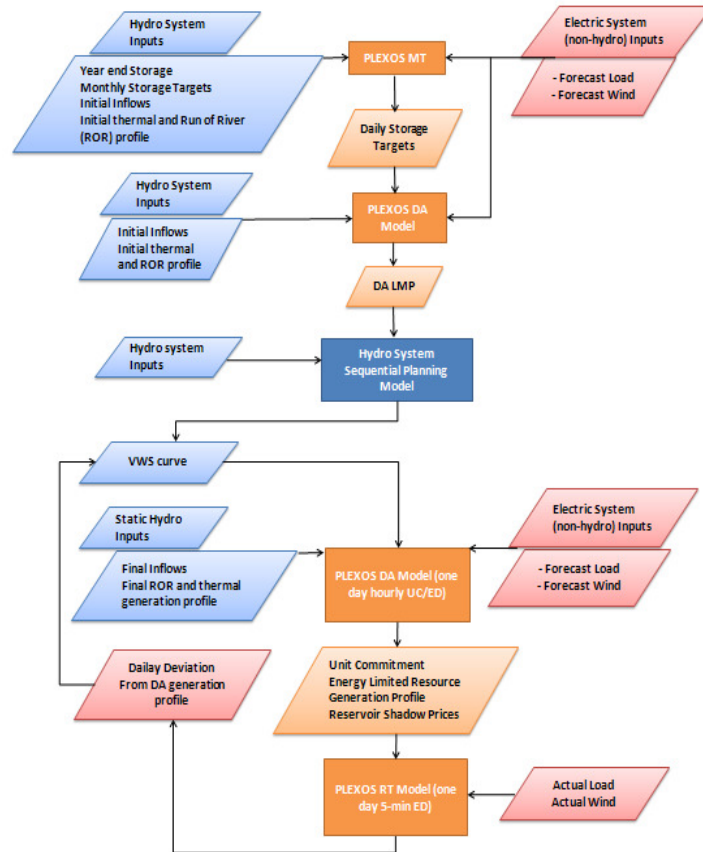 Hydro System
Inputs
Electric System
(non-hydro) Inputs
PLEXOS MT
Year end Storage
Monthly Storage Targets
Initial Inflows
Initial thermal and Run of River
(ROR) profile
- Forecast Load
- Forecast Wind
Daily Storage
Targets
Hydro System
Inputs
PLEXOS DA
Model
Initial Inflows
Initial thermal
and ROR profile
DA LMP
Hydro system
Inputs
Hydro System
Sequential Planning
Model
VWS curve
Static Hydro
Inputs
Electric System
(non-hydro) Inputs
Final Inflows
Final ROR and thermal
generation profile
PLEXOS DA Model (one
day hourly UC/ED)
- Forecast Load
- Forecast Wind
Dailay Deviation
From DA generation
profile
Unit Commitment
Energy Limited Resource
Generation Profile
Reservoir Shadow Prices
PLEXOS RT Model (one
day 5-min ED)
Actual Load
Actual Wind